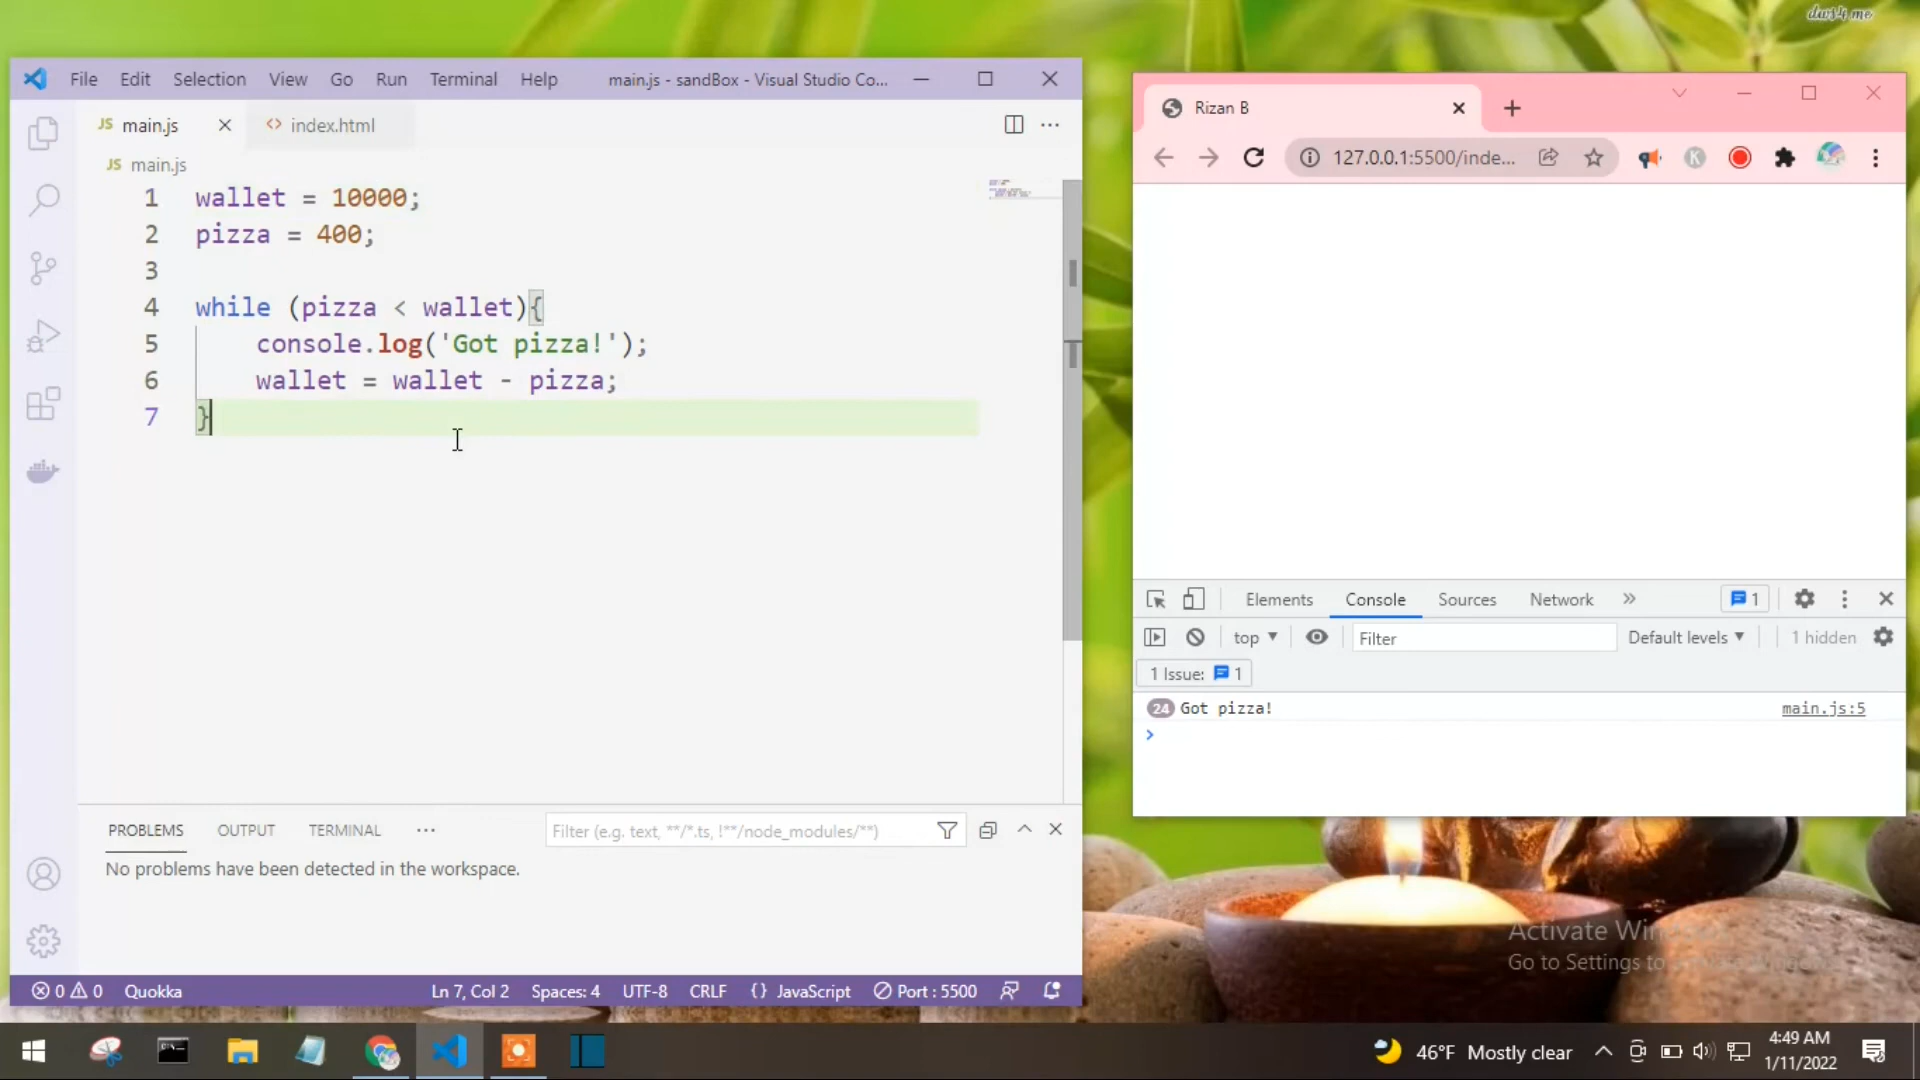 dws4.me
File Edit Selection View Go Run Terminal Help main.js - sandBox - Visual Studio Co...
JS main.js <> index.html
JS main.js
1 wallet = 10000;
2 pizza = 400;
3
4 while (pizza < wallet){
5 console.log('Got pizza!');
6 wallet = wallet - pizza;
7 }
PROBLEMS OUTPUT TERMINAL ··· Filter (e.g. text, **/*.ts, !**/node_modules/**)
No problems have been detected in the workspace.
0 0 Quokka Ln 7, Col 2 Spaces: 4 UTF-8 CRLF {} JavaScript Port : 5500
Rizan B
127.0.0.1:5500/inde... K
Elements Console Sources Network » 1
top Filter Default levels 1 hidden
1 Issue: 1
24 Got pizza! main.js:5
>
Activate Win
Go to Settings to
46°F Mostly clear
4:49 AM
1/11/2022